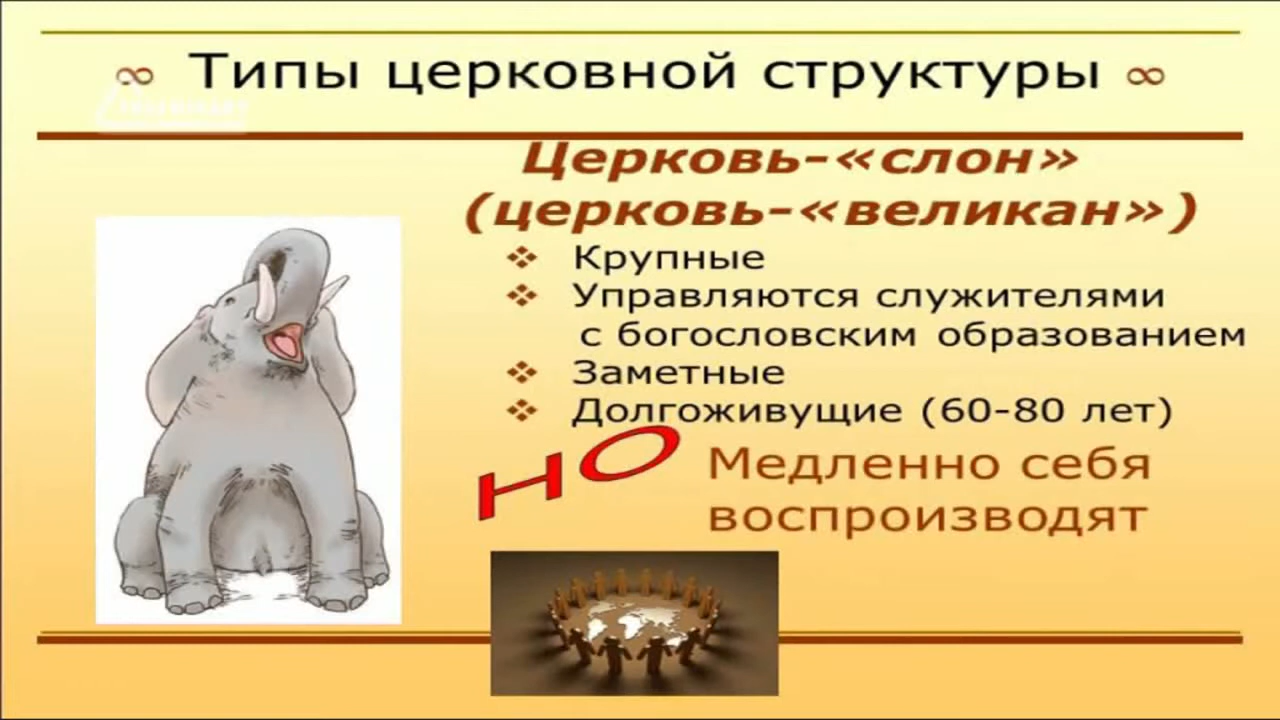 ∞ Типы церковной структуры ∞
Церковь-«слон»
(церковь-«великан»)
❖ Крупные
❖ Управляются служителями
с богословским образованием
❖ Заметные
❖ Долгоживущие (60-80 лет)
НО
Медленно себя
воспроизводят